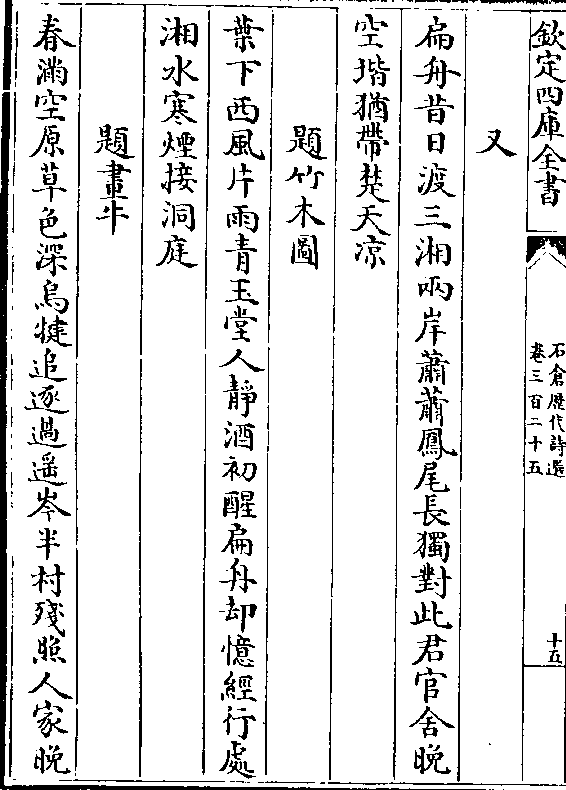 欽定四庫全書
石倉歷代詩選
卷三百二十五
十五
又
扁舟昔日渡三湘兩岸蕭蕭鳳尾長獨對此君官舍晚
空堦猶帶楚天凉
題竹木圖
葉下西風片雨青玉堂人靜酒初醒扁舟却憶經行處
湘水寒煙接洞庭
題畫牛
春滿空原草色深烏犍追逐過遥岑半村殘照人家晚